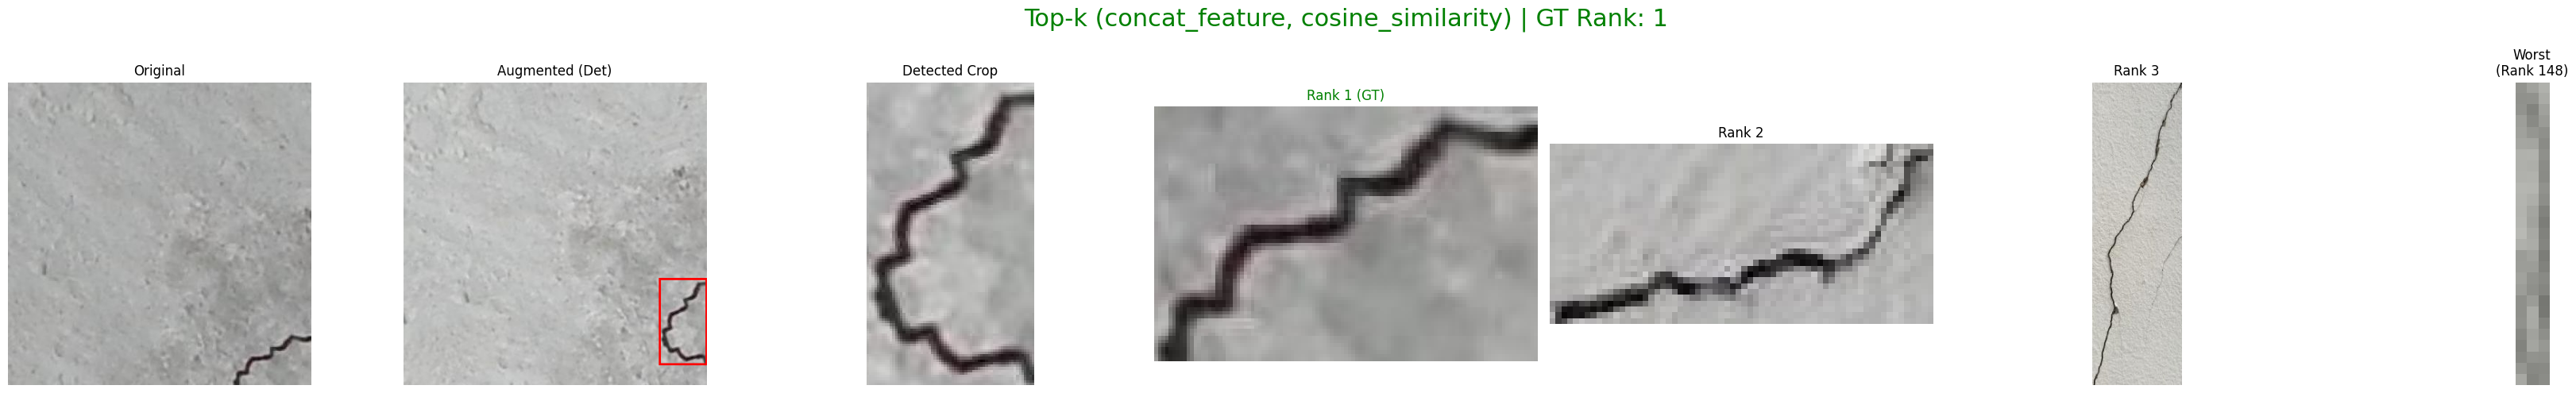 Top-k (concat_feature, cosine_similarity) | GT Rank: 1
Original
Augmented (Det)
Detected Crop
Rank 1 (GT)
Rank 2
Rank 3
Worst
(Rank 148)